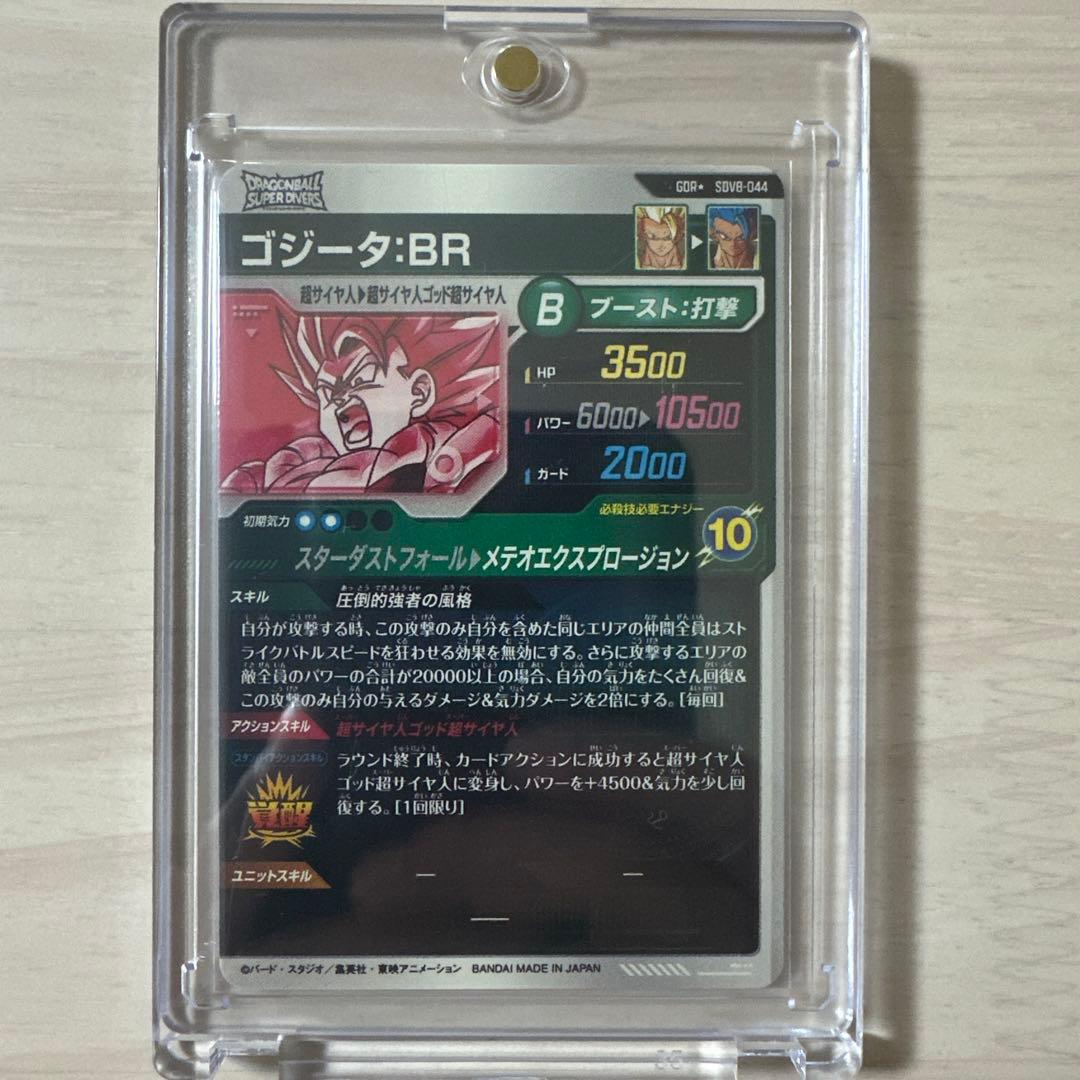 DRAGONBALL
SUPER DIVERS
GDR★ SDV8-044
ゴジータ:BR
超サイヤ人▶超サイヤ人ゴッド超サイヤ人
B ブースト:打撃
HP 3500
パワー 6000▶10500
ガード 2000
初期気力
必殺技必要エナジー
10
スターダストフォール▶メテオエクスプロージョン
スキル 圧倒的強者の風格
自分が攻撃する時、この攻撃のみ自分を含めた同じエリアの仲間全員はスト
ライクバトルスピードを狂わせる効果を無効にする。さらに攻撃するエリアの
敵全員のパワーの合計が20000以上の場合、自分の気力をたくさん回復&
この攻撃のみ自分の与えるダメージ&気力ダメージを2倍にする。[毎回]
アクションスキル 超サイヤ人ゴッド超サイヤ人
スタンバイアクションスキル
覚醒
ラウンド終了時、カードアクションに成功すると超サイヤ人
ゴッド超サイヤ人に変身し、パワーを+4500&気力を少し回
復する。[1回限り]
ユニットスキル
— —
—
©バード・スタジオ/集英社・東映アニメーション BANDAI MADE IN JAPAN